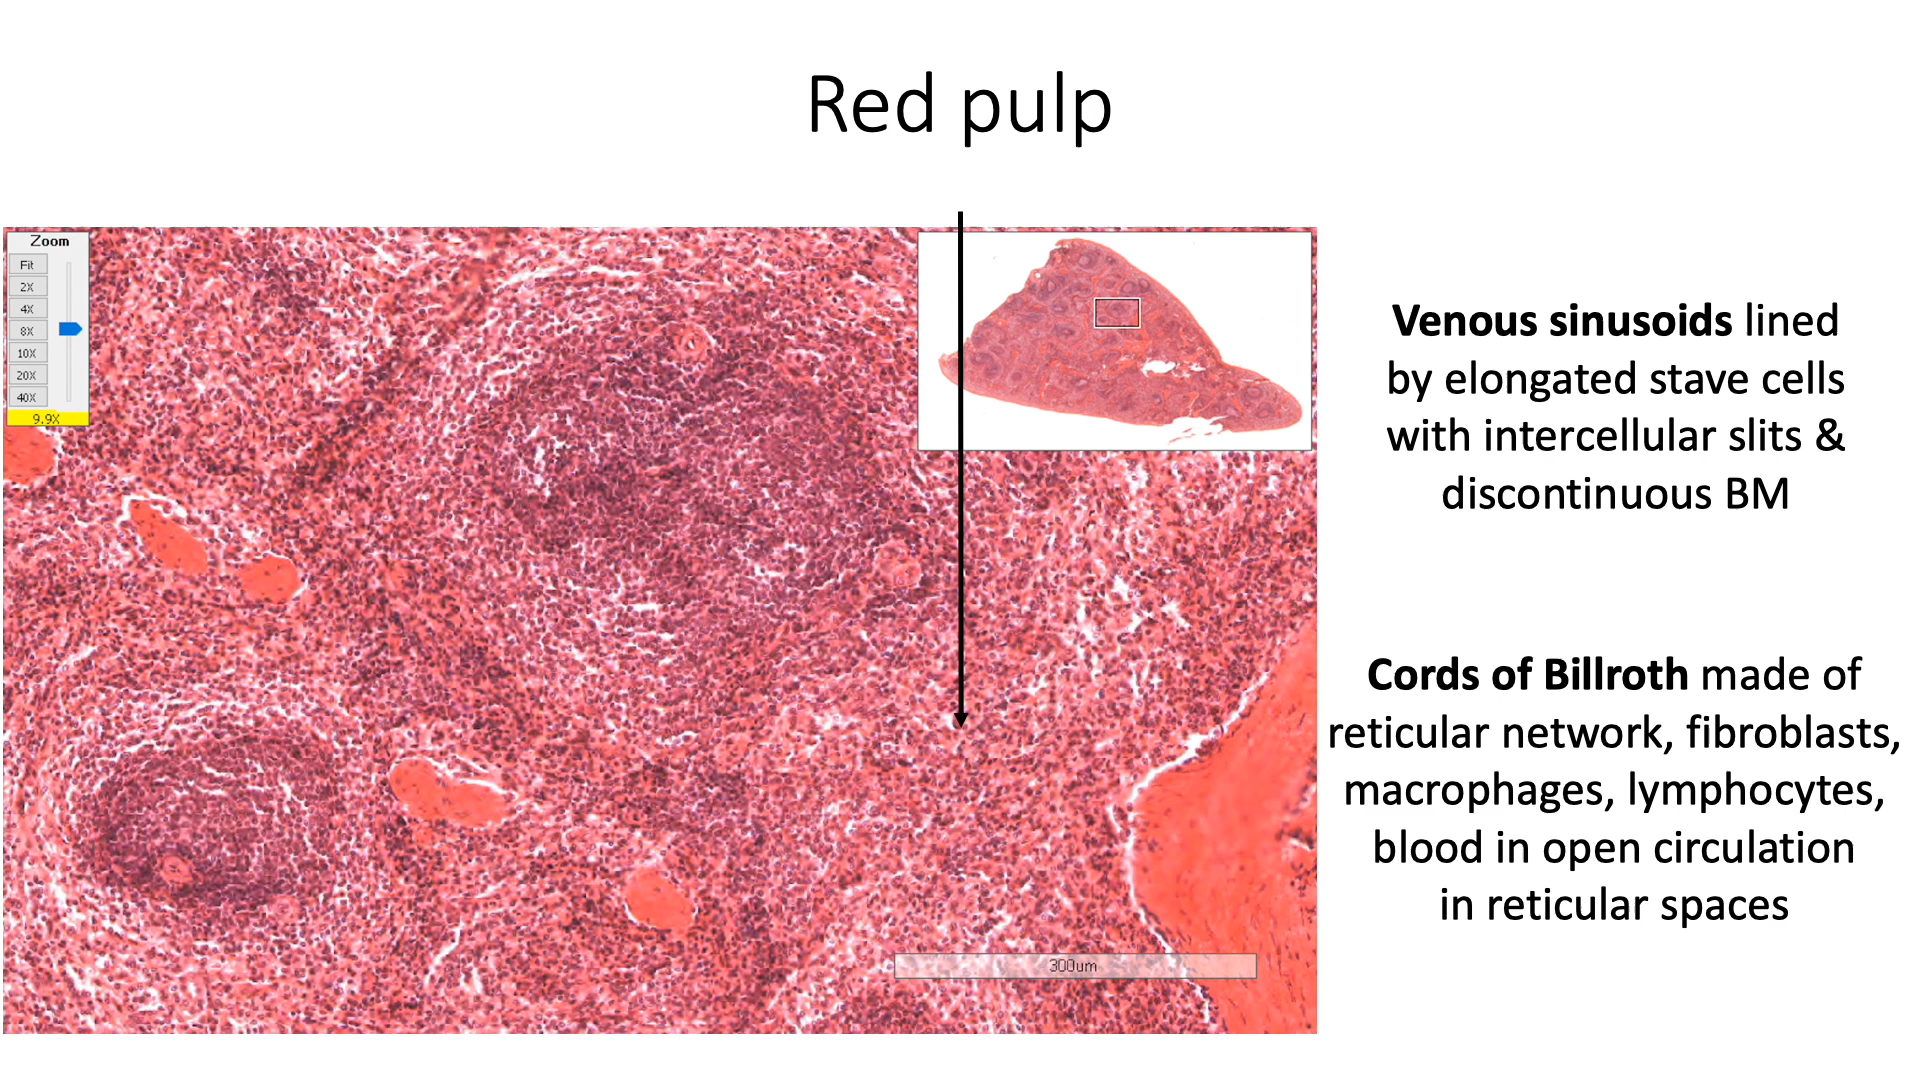 Red pulp
Zoom
Fit
2X
4X
8X
10X
20X
40X
9.9X
Venous sinusoids lined
by elongated stave cells
with intercellular slits &
discontinuous BM
Cords of Billroth made of
reticular network, fibroblasts,
macrophages, lymphocytes,
blood in open circulation
in reticular spaces
300um